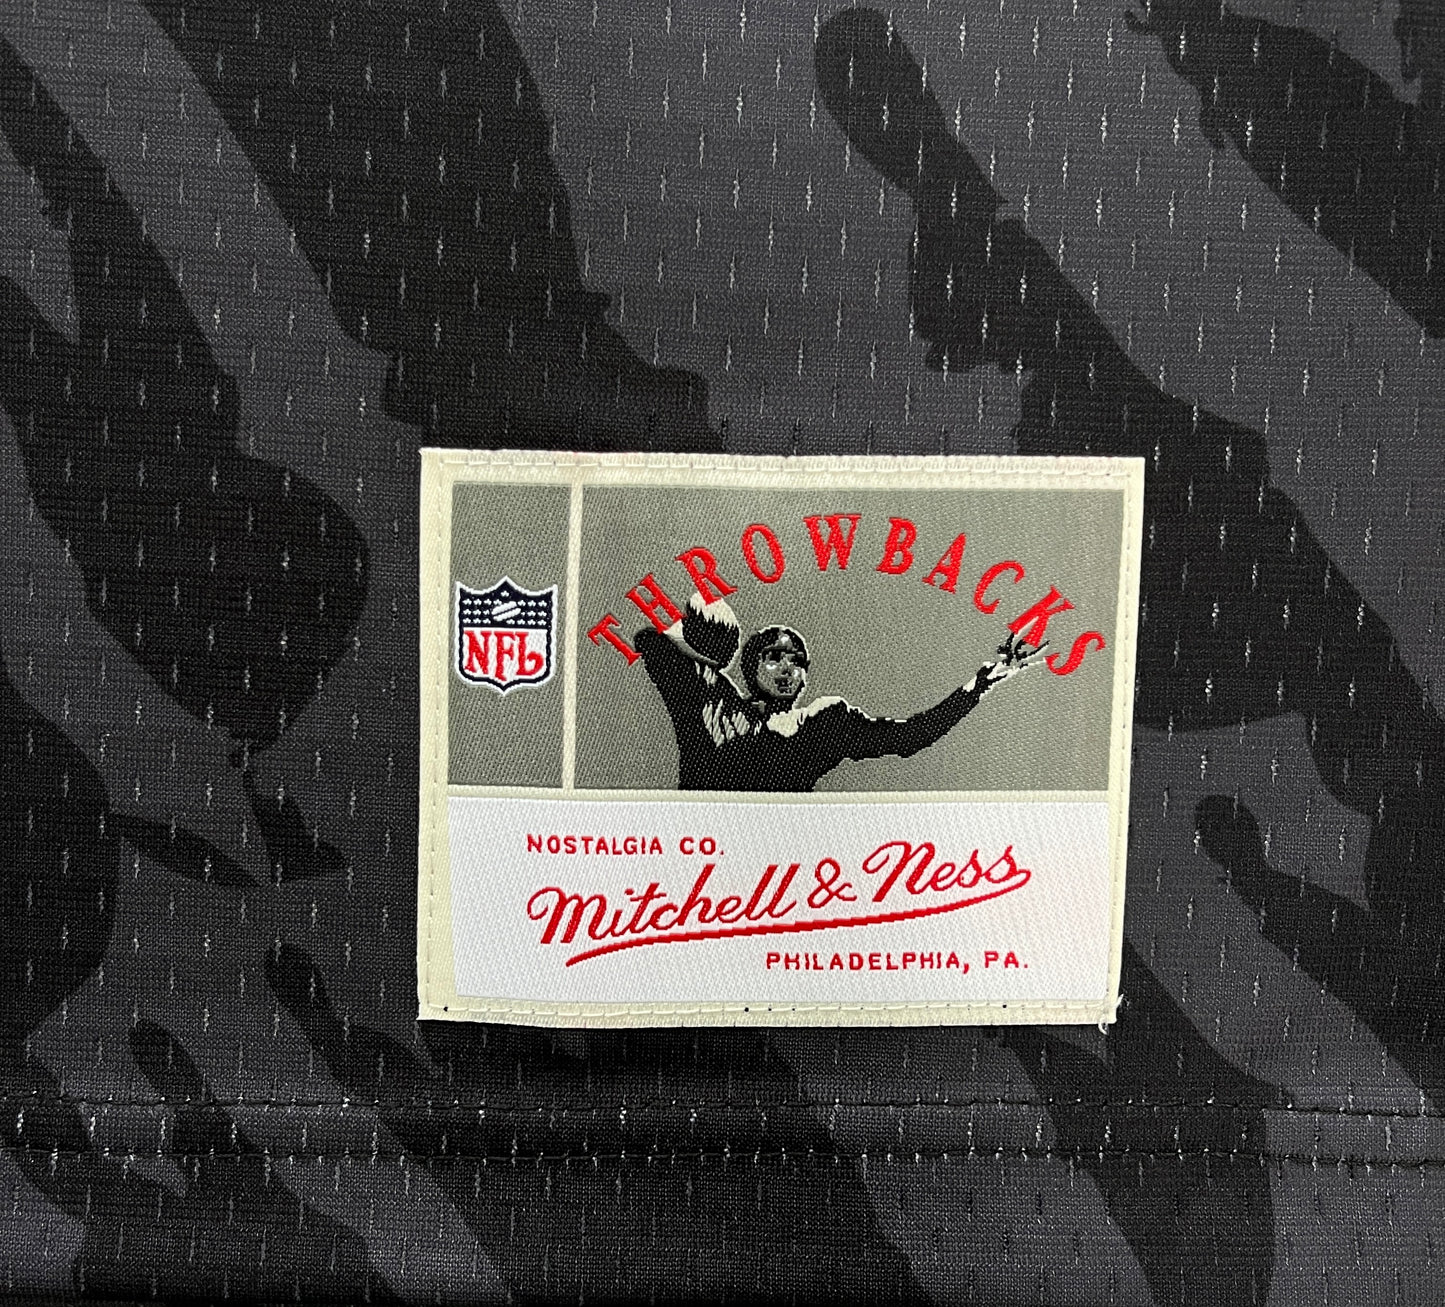 THROWBACKS
NFL
NOSTALGIA CO.
Mitchell & Ness
PHILADELPHIA, PA.